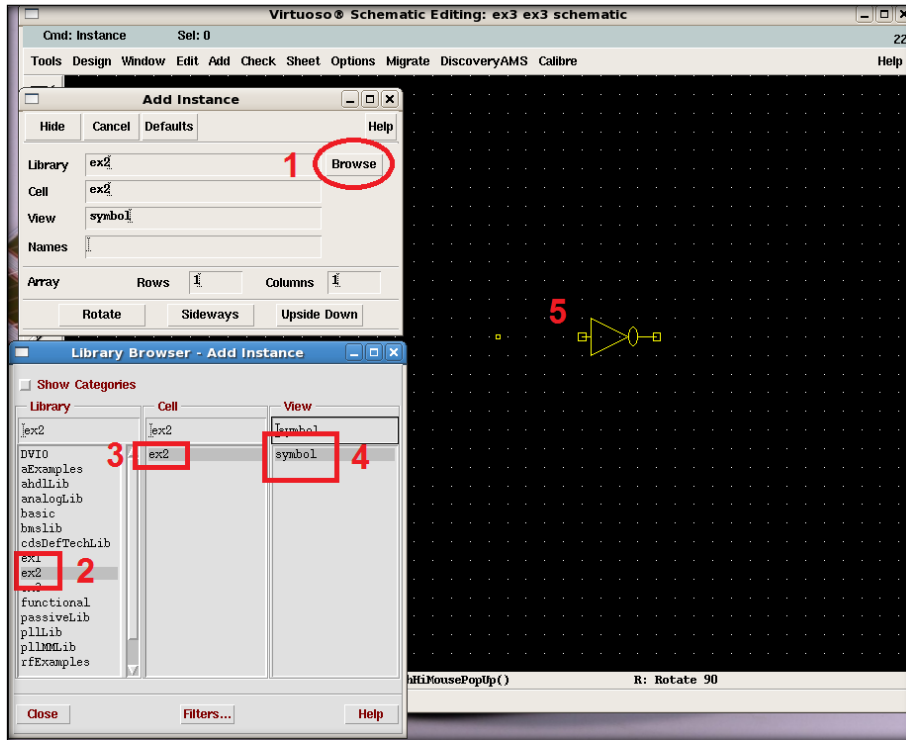 Virtuoso® Schematic Editing: ex3 ex3 schematic
Cmd: Instance Sel: 0
22
Tools Design Window Edit Add Check Sheet Options Migrate DiscoveryAMS Calibre Help
Add Instance
Hide Cancel Defaults Help
Library ex2 1 Browse
Cell ex2
View symbol
Names
Array Rows 1 Columns 1
Rotate Sideways Upside Down
5
Library Browser - Add Instance
Show Categories
Library Cell View
ex2 ex2 symbol
DVIO 3 ex2 symbol 4
aExamples
ahdlLib
analogLib
basic
bmslib
cdsDefTechLib
ex1
ex2 2
functional
passiveLib
pllLib
pllMMLib
rfExamples
hHiMousePopUp() R: Rotate 90
Close Filters... Help